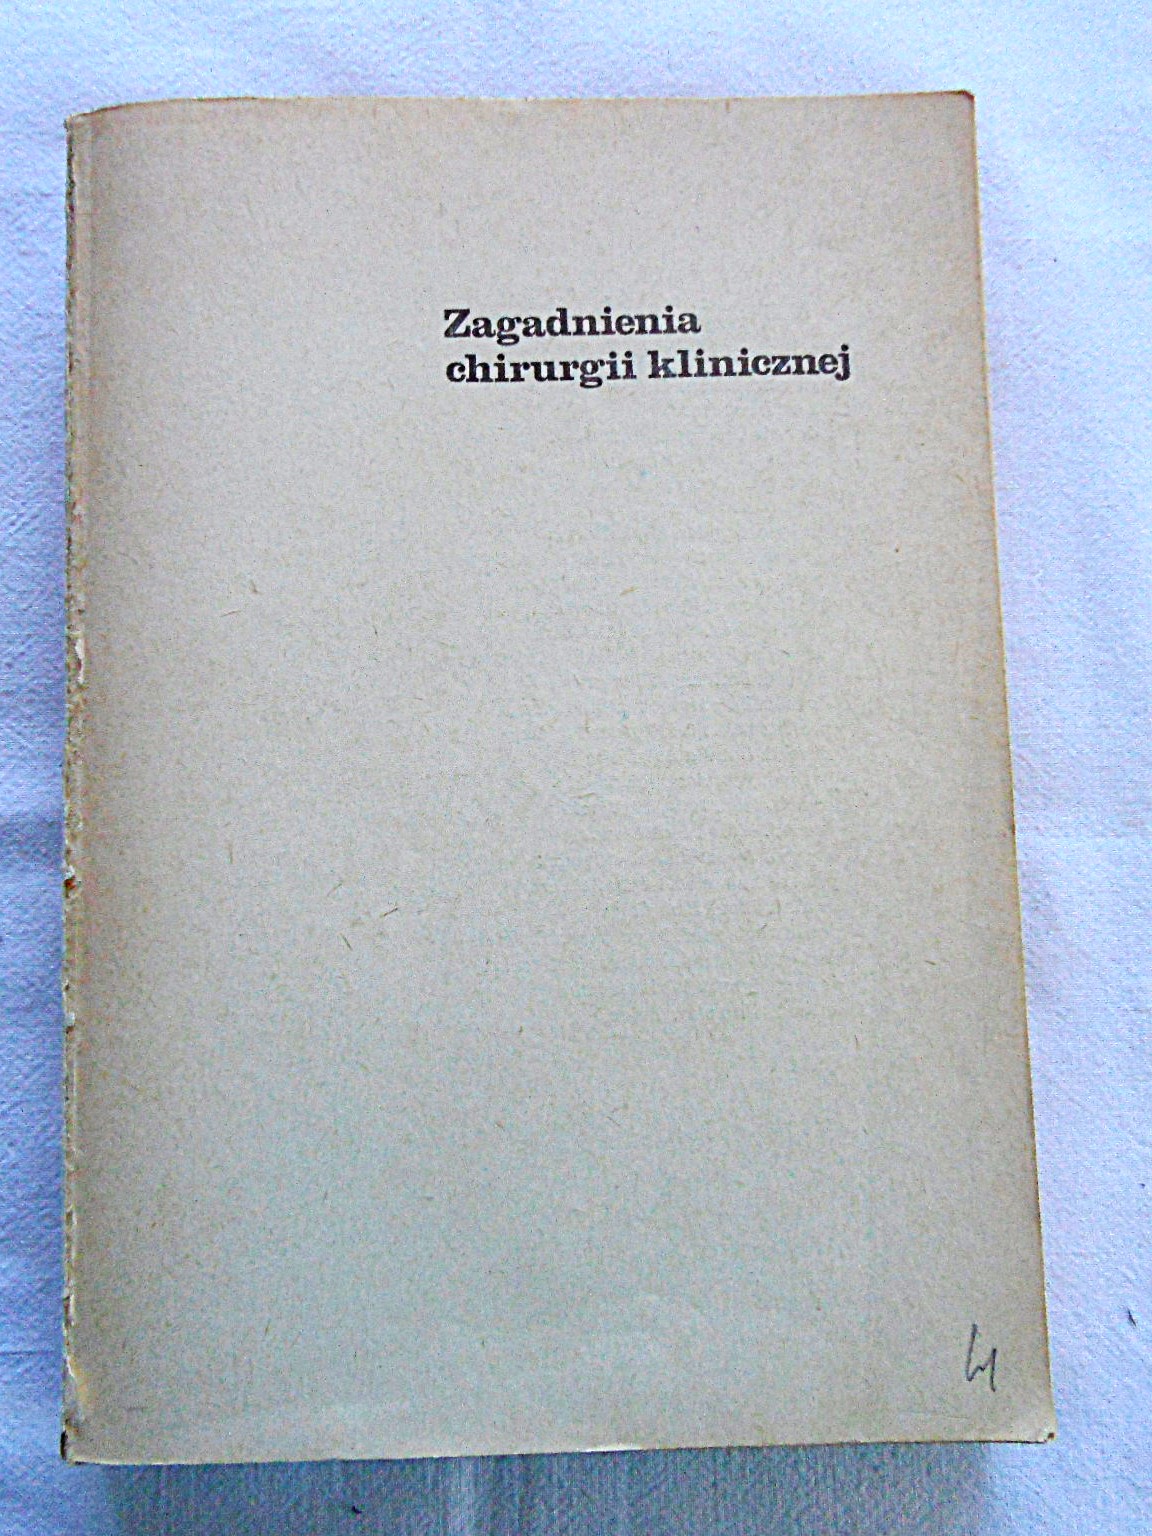 Zagadnienia
chirurgii klinicznej